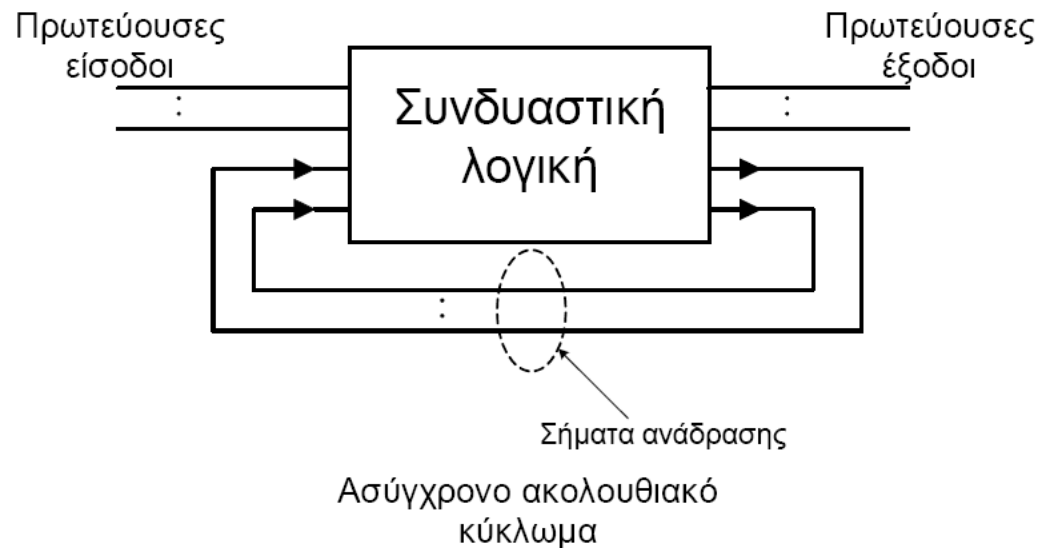 Πρωτεύουσες
είσοδοι
:
Συνδυαστική
λογική
Πρωτεύουσες
έξοδοι
:
:
Σήματα ανάδρασης
Ασύγχρονο ακολουθιακό
κύκλωμα